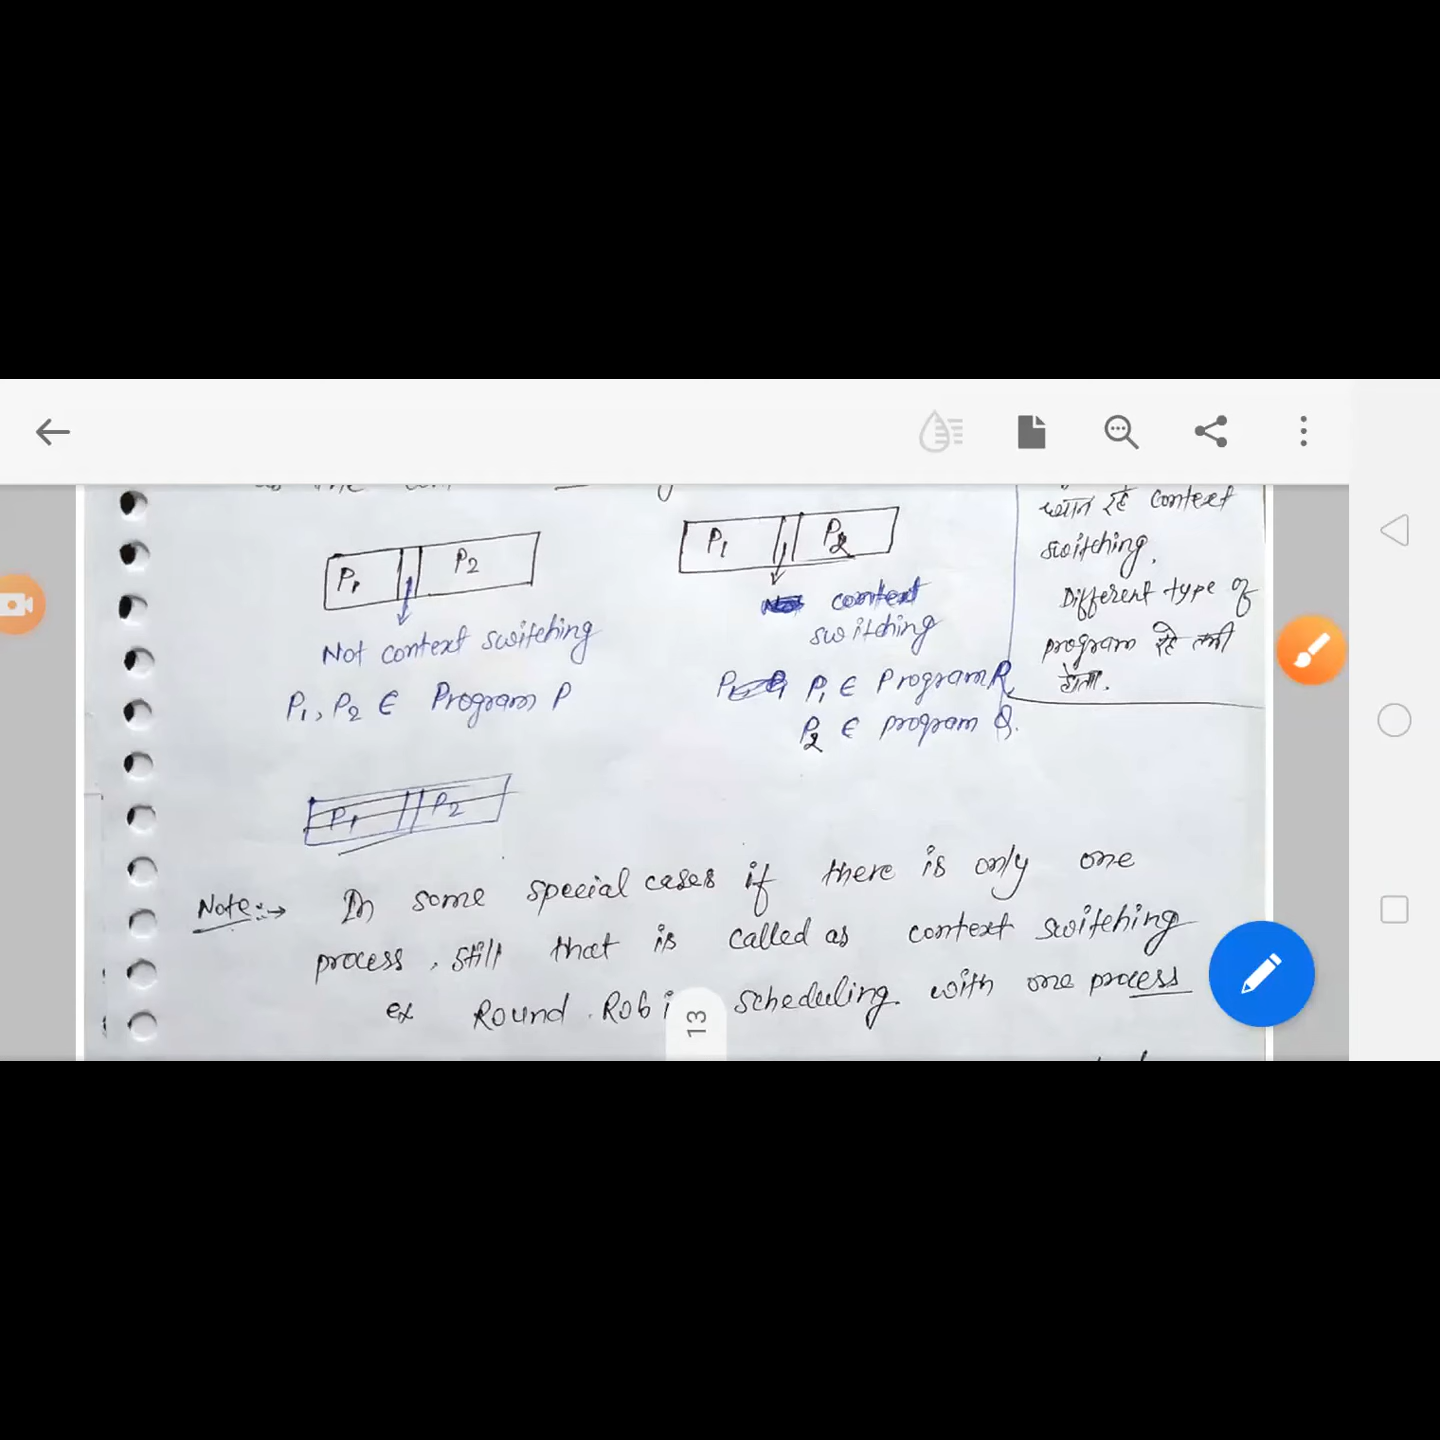 P₁ P₂
P₁ P₂
Not context switching
context
switching
P₁, P₂ ∈ Program P
P₁ ∈ Program R
P₂ ∈ program Q.
ध्यान रहे context
switching.
Different type of
program रहे तभी
होगा.
P₁ P₂
Note:→ In some special cases if there is only one
process, still that is called as context switching
ex Round Robi scheduling. with one process
13